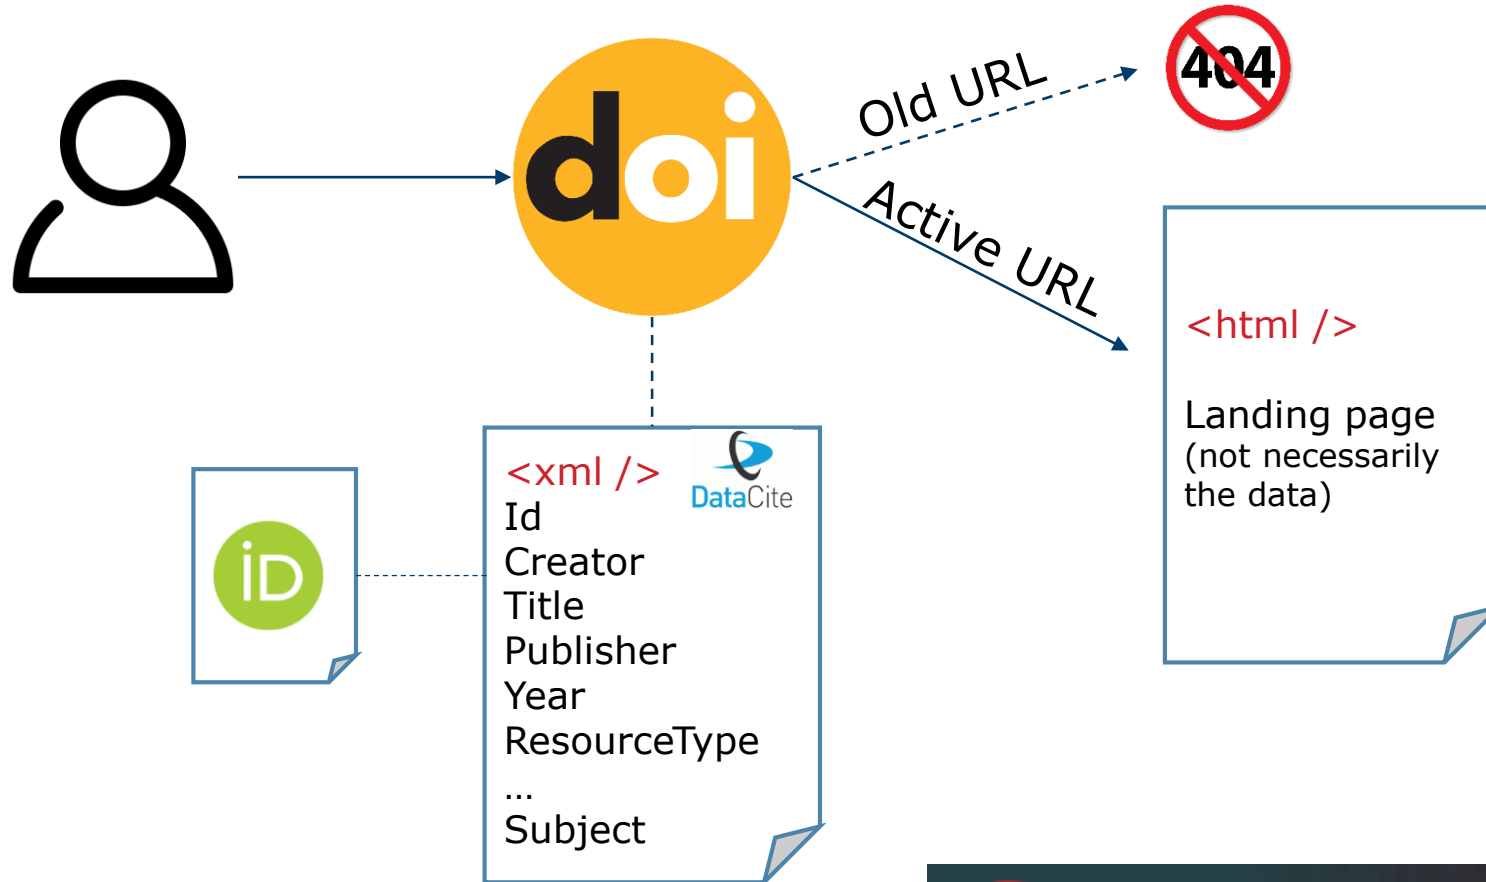 doi
Old URL
404
Active URL
<html />
Landing page
(not necessarily
the data)
<xml />
DataCite
Id
Creator
Title
Publisher
Year
ResourceType
...
Subject
iD